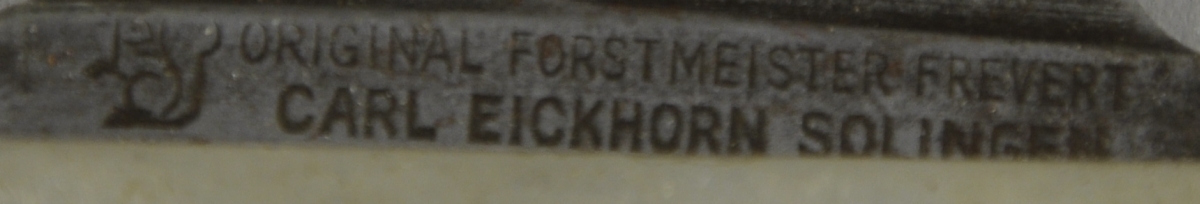 ORIGINAL FORSTMEISTER FREVERT
CARL EICKHORN SOLINGEN